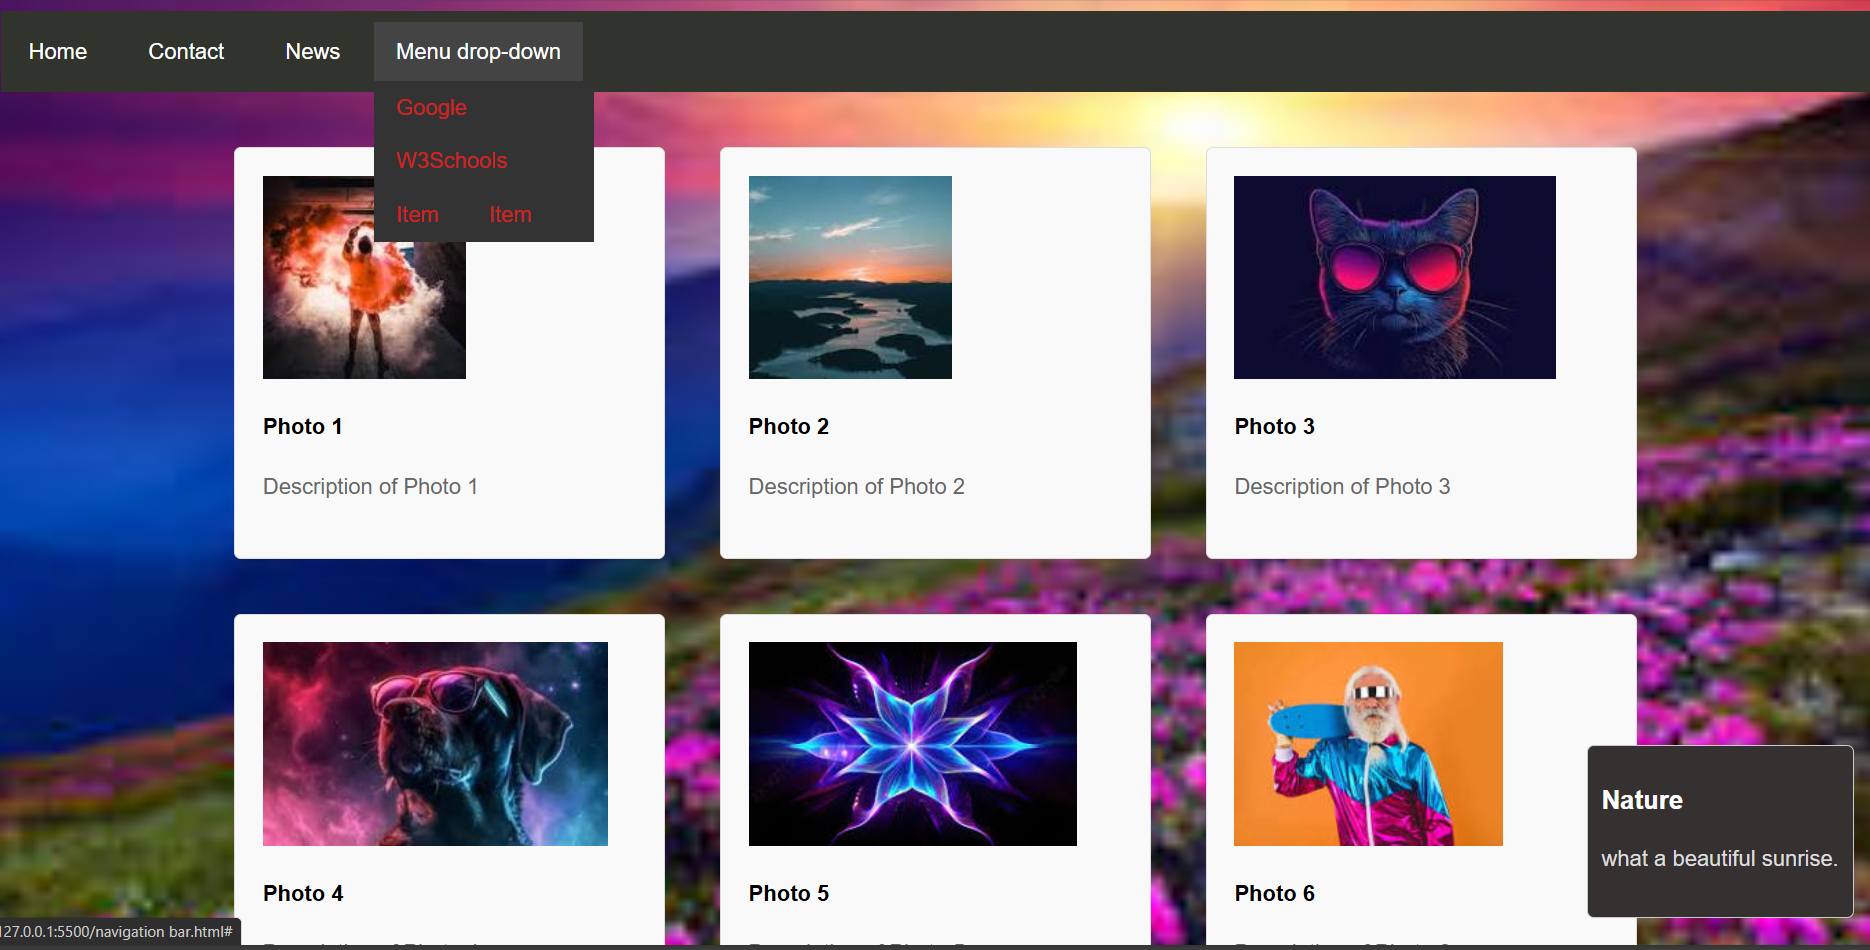 Home Contact News Menu drop-down
Google
W3Schools
Item Item
Photo 1 Photo 2 Photo 3
Description of Photo 1 Description of Photo 2 Description of Photo 3
Photo 4 Photo 5 Photo 6
Nature
what a beautiful sunrise.
127.0.0.1:5500/navigation bar.html#